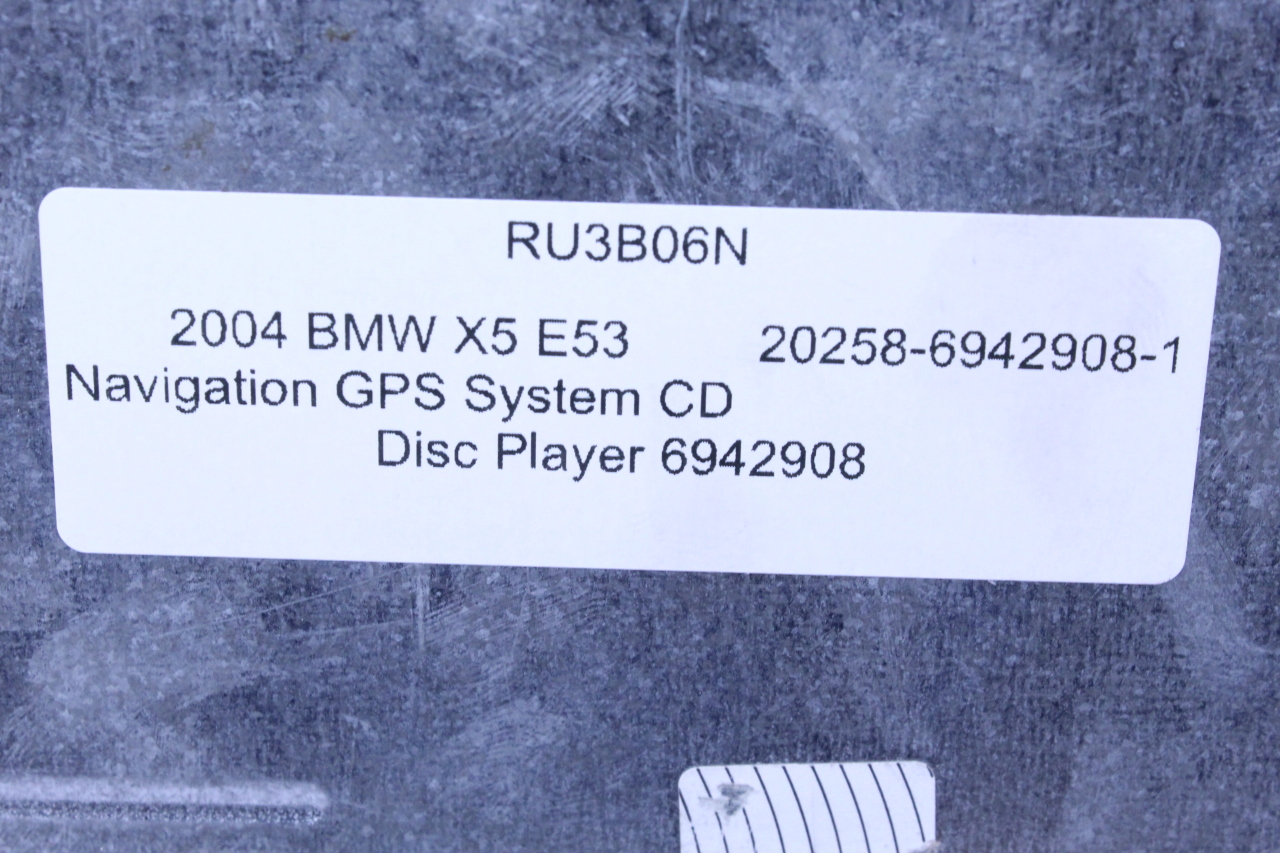 RU3B06N
2004 BMW X5 E53 20258-6942908-1
Navigation GPS System CD
Disc Player 6942908